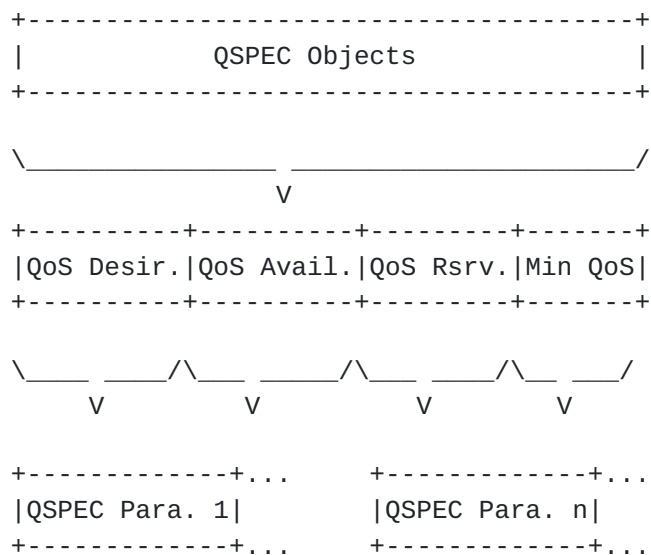 QSPEC Objects
QoS Desir. QoS Avail. QoS Rsrv. Min QoS
QSPEC Para. 1 QSPEC Para. n